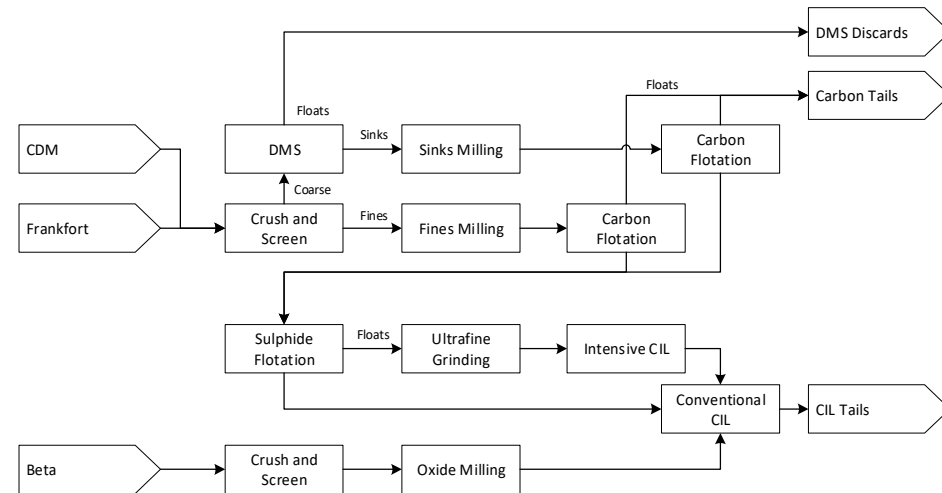 DMS Discards
Floats
Carbon Tails
Floats
CDM
DMS
Sinks
Sinks Milling
Carbon
Flotation
Coarse
Frankfort
Crush and
Screen
Fines
Fines Milling
Carbon
Flotation
Sulphide
Flotation
Floats
Ultrafine
Grinding
Intensive CIL
Conventional
CIL
CIL Tails
Beta
Crush and
Screen
Oxide Milling